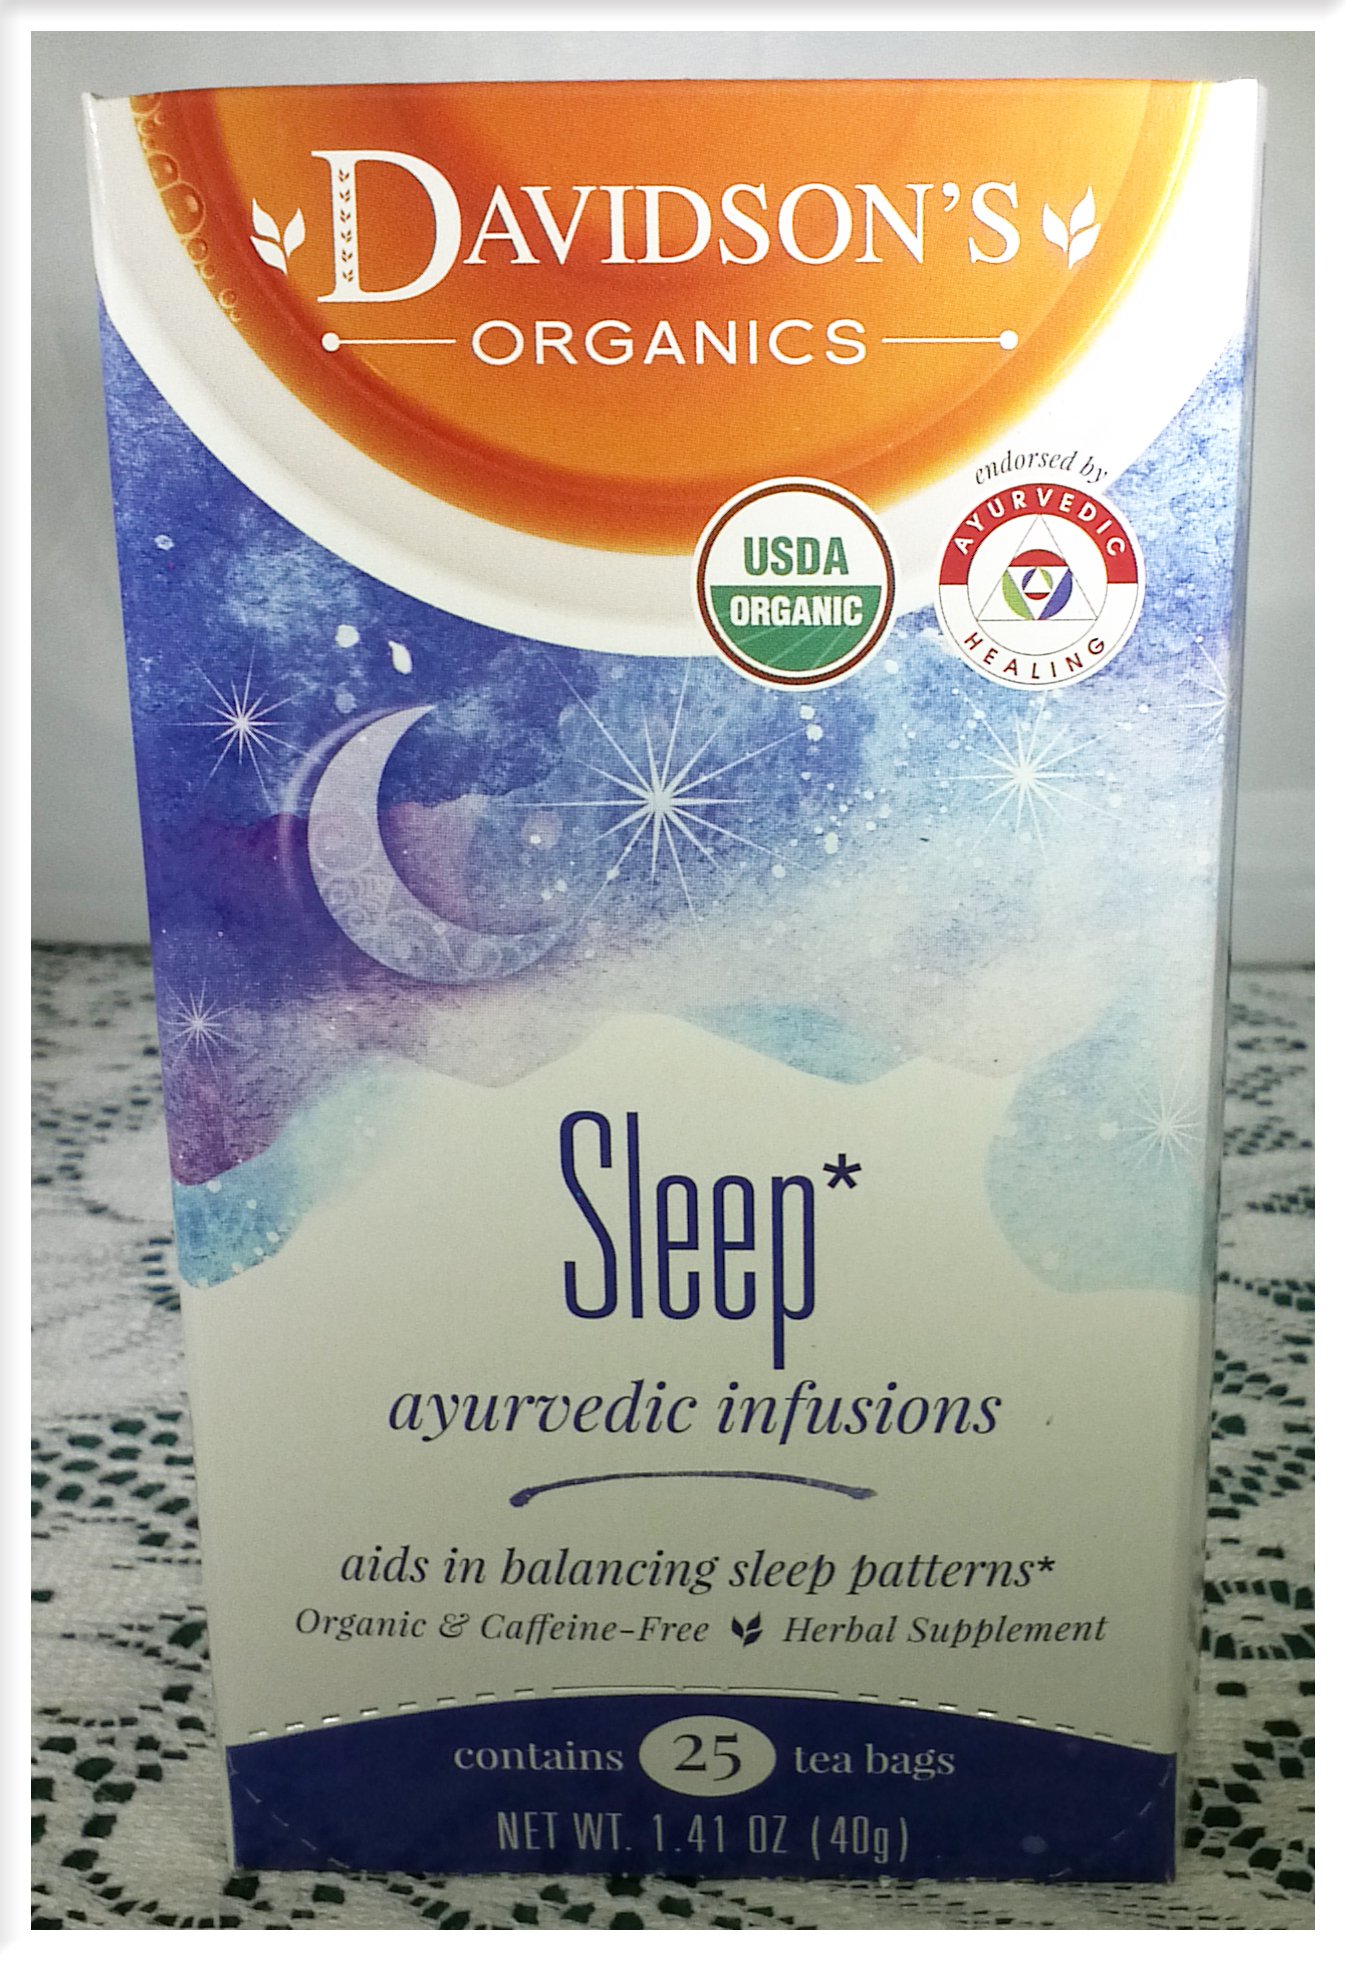 DAVIDSON'S
ORGANICS
endorsed by
AYURVEDIC
HEALING
USDA
ORGANIC
Sleep*
ayurvedic infusions
aids in balancing sleep patterns*
Organic & Caffeine-Free Herbal Supplement
contains 25 tea bags
NET WT. 1.41 OZ (40g)